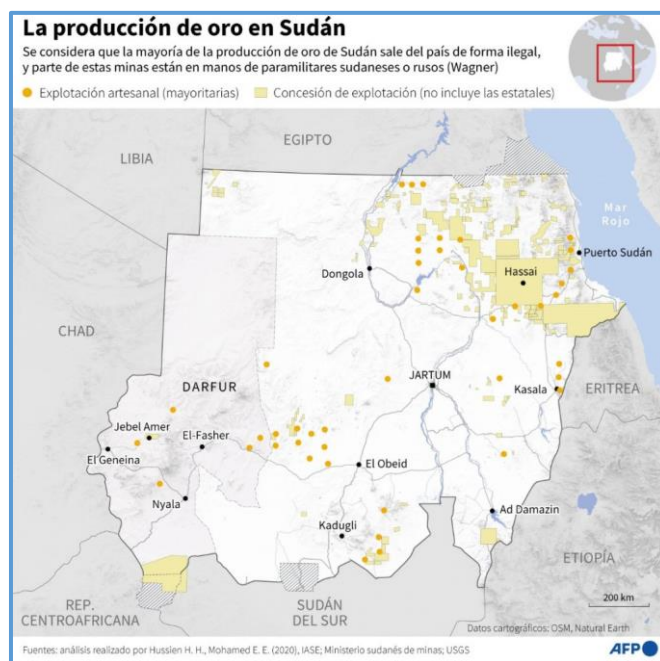 La producción de oro en Sudán
Se considera que la mayoría de la producción de oro de Sudán sale del país de forma ilegal,
y parte de estas minas están en manos de paramilitares sudaneses o rusos (Wagner)
Explotación artesanal (mayoritarias)
Concesión de explotación (no incluye las estatales)
EGIPTO
LIBIA
Mar
Rojo
Puerto Sudán
Dongola
Hassai
CHAD
DARFUR
JARTUM
Kasala
ERITREA
Jebel Amer
El-Fasher
El Geneina
El Obeid
Nyala
Kadugli
Ad Damazin
ETIOPÍA
REP.
CENTROAFRICANA
SUDÁN
DEL SUR
200 km
Datos cartográficos: OSM, Natural Earth
Fuentes: análisis realizado por Husslen H. H., Mohamed E. E. (2020), IASE; Ministerio sudanés de minas; USGS
AFP